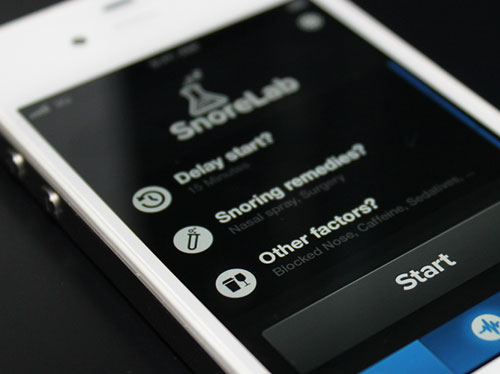 SnoreLab
Delay start?
15 Minutes
Snoring remedies?
Nasal spray, Surgery
Other factors?
Blocked Nose, Caffeine, Sedatives, ...
Start